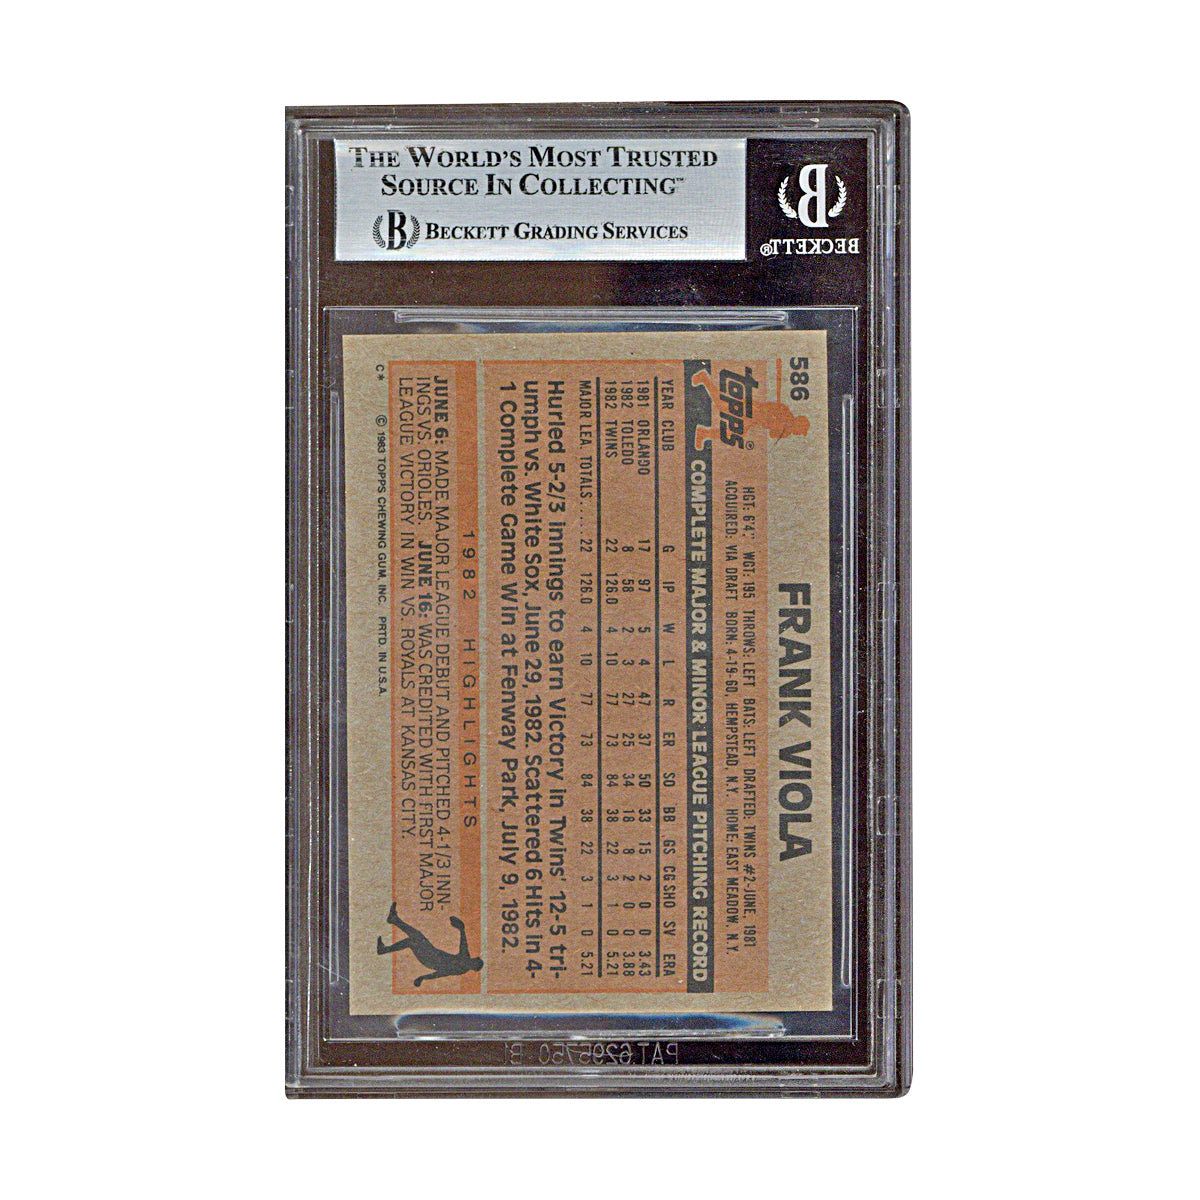 THE WORLD'S MOST TRUSTED
SOURCE IN COLLECTING™
B BECKETT GRADING SERVICES
B
BECKETT®
586
FRANK VIOLA
topps®
HGT: 6'4", WGT: 195 THROWS: LEFT BATS: LEFT DRAFTED: TWINS #2-JUNE, 1981
ACQUIRED: VIA DRAFT BORN: 4-19-60, HEMPSTEAD, N.Y. HOME: EAST MEADOW, N.Y.
COMPLETE MAJOR & MINOR LEAGUE PITCHING RECORD
YEAR CLUB G IP W L R ER SO BB GS CG SHO SV ERA
1981 ORLANDO 17 97 5 4 47 37 50 33 15 2 0 0 3.43
1982 TOLEDO 8 58 2 3 27 25 34 18 8 2 0 0 3.88
1982 TWINS 22 126.0 4 10 77 73 84 38 22 3 1 0 5.21
MAJOR LEA. TOTALS..... 22 126.0 4 10 77 73 84 38 22 3 1 0 5.21
Hurled 5-2/3 innings to earn Victory in Twins' 12-5 tri-
umph vs. White Sox, June 29, 1982. Scattered 6 Hits in 4-
1 Complete Game Win at Fenway Park, July 9, 1982.
1982 HIGHLIGHTS
JUNE 6: MADE MAJOR LEAGUE DEBUT AND PITCHED 4-1/3 INN-
INGS VS. ORIOLES. JUNE 16: WAS CREDITED WITH FIRST MAJOR
LEAGUE VICTORY IN WIN VS. ROYALS AT KANSAS CITY.
C* © 1983 TOPPS CHEWING GUM, INC. PRTD. IN U.S.A.
PAT 6295750 B1